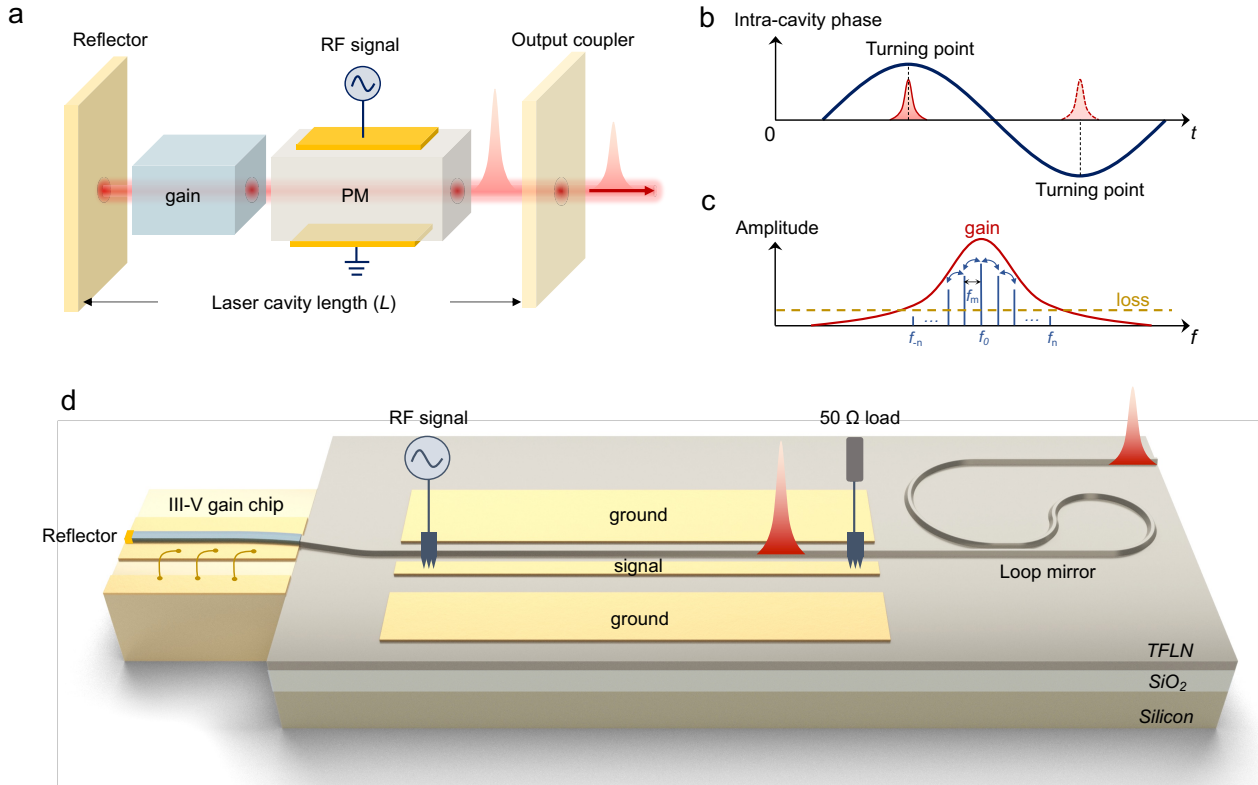 a
Reflector
RF signal
Output coupler
gain
PM
Laser cavity length (L)
b
Intra-cavity phase
Turning point
0
t
Turning point
c
Amplitude
gain
fm
loss
... ...
f-n
f0
fn
f
d
RF signal
50 Ω load
III-V gain chip
Reflector
ground
signal
ground
Loop mirror
TFLN
SiO2
Silicon